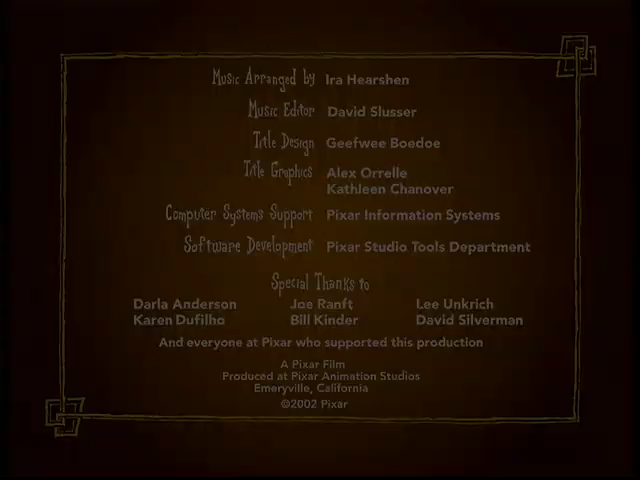 Music Arranged by Ira Hearshen
Music Editor David Slusser
Title Design Geefwee Boedoe
Title Graphics Alex Orrelle
Kathleen Chanover
Computer Systems Support Pixar Information Systems
Software Development Pixar Studio Tools Department
Special Thanks to
Darla Anderson Joe Ranft Lee Unkrich
Karen Dufilho Bill Kinder David Silverman
And everyone at Pixar who supported this production
A Pixar Film
Produced at Pixar Animation Studios
Emeryville, California
©2002 Pixar